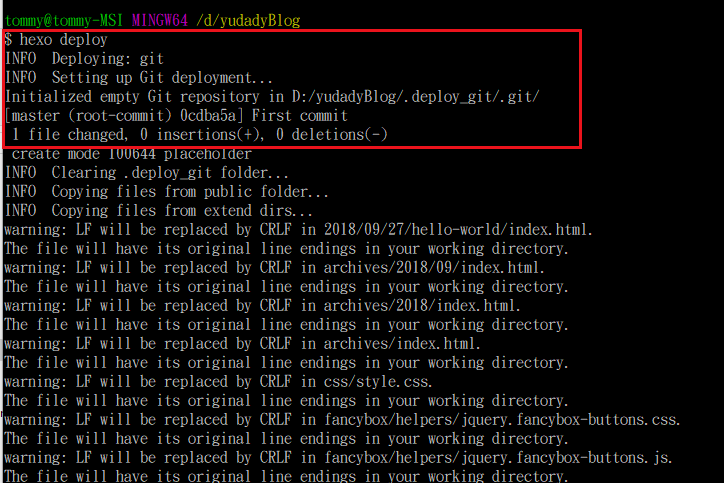 tommy@tommy-MSI MINGW64 /d/yudadyBlog
$ hexo deploy
INFO  Deploying: git
INFO  Setting up Git deployment...
Initialized empty Git repository in D:/yudadyBlog/.deploy_git/.git/
[master (root-commit) 0cdba5a] First commit
 1 file changed, 0 insertions(+), 0 deletions(-)
 create mode 100644 placeholder
INFO  Clearing .deploy_git folder...
INFO  Copying files from public folder...
INFO  Copying files from extend dirs...
warning: LF will be replaced by CRLF in 2018/09/27/hello-world/index.html.
The file will have its original line endings in your working directory.
warning: LF will be replaced by CRLF in archives/2018/09/index.html.
The file will have its original line endings in your working directory.
warning: LF will be replaced by CRLF in archives/2018/index.html.
The file will have its original line endings in your working directory.
warning: LF will be replaced by CRLF in archives/index.html.
The file will have its original line endings in your working directory.
warning: LF will be replaced by CRLF in css/style.css.
The file will have its original line endings in your working directory.
warning: LF will be replaced by CRLF in fancybox/helpers/jquery.fancybox-buttons.css.
The file will have its original line endings in your working directory.
warning: LF will be replaced by CRLF in fancybox/helpers/jquery.fancybox-buttons.js.
The file will have its original line endings in your working directory.